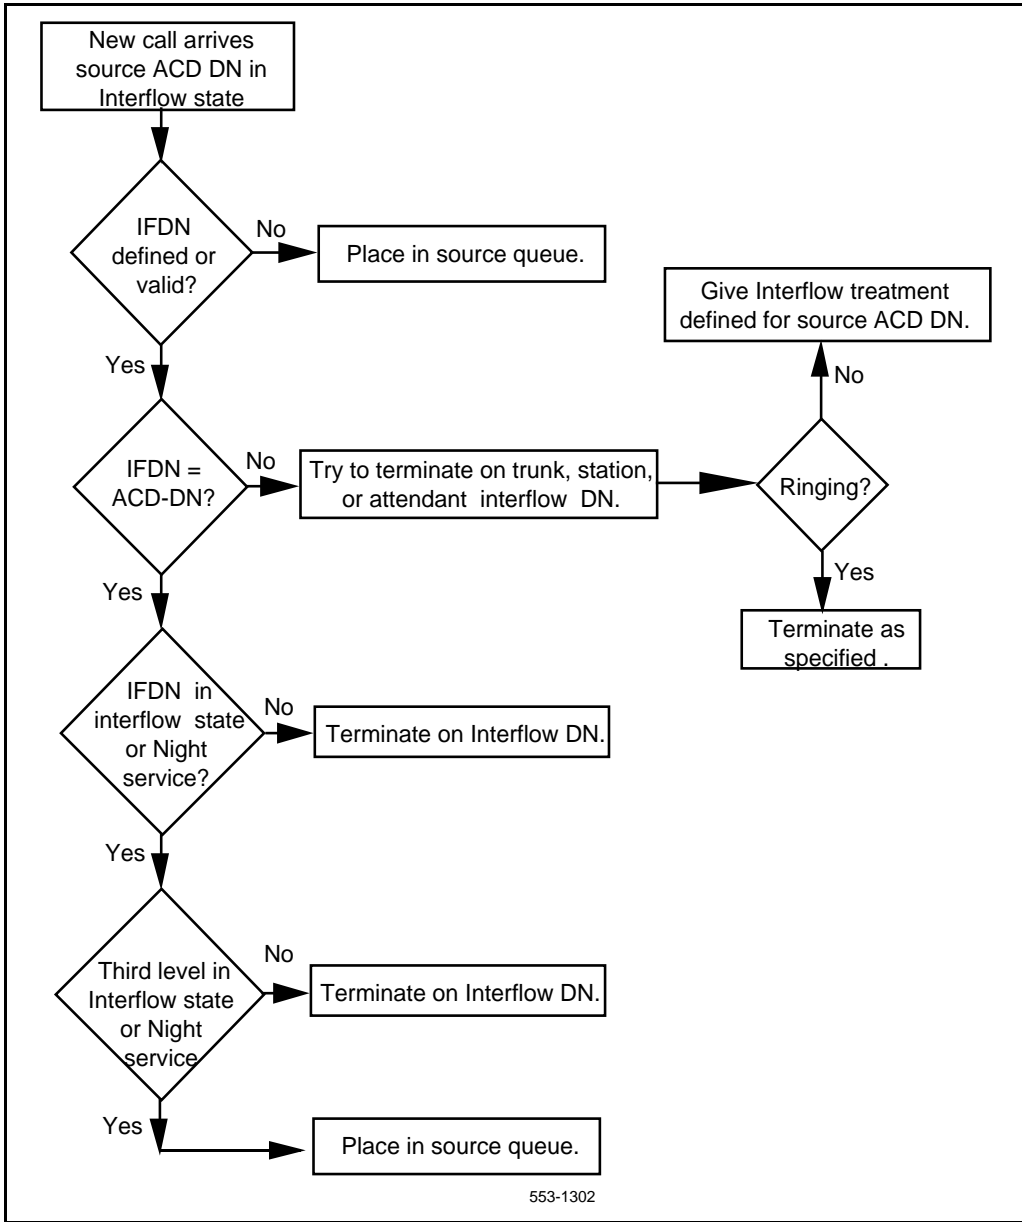 New call arrives
source ACD DN in
Interflow state
IFDN
defined or
valid?
No
Place in source queue.
Yes
Give Interflow treatment
defined for source ACD DN.
No
IFDN =
ACD-DN?
No
Try to terminate on trunk, station,
or attendant interflow DN.
Ringing?
Yes
Yes
Terminate as
specified .
IFDN in
interflow state
or Night
service?
No
Terminate on Interflow DN.
Yes
Third level in
Interflow state
or Night
service
No
Terminate on Interflow DN.
Yes
Place in source queue.
553-1302